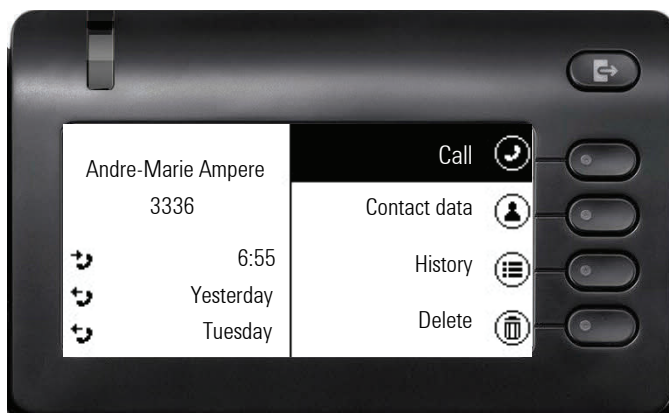 Andre-Marie Ampere
3336
6:55
Yesterday
Tuesday
Call
Contact data
History
Delete